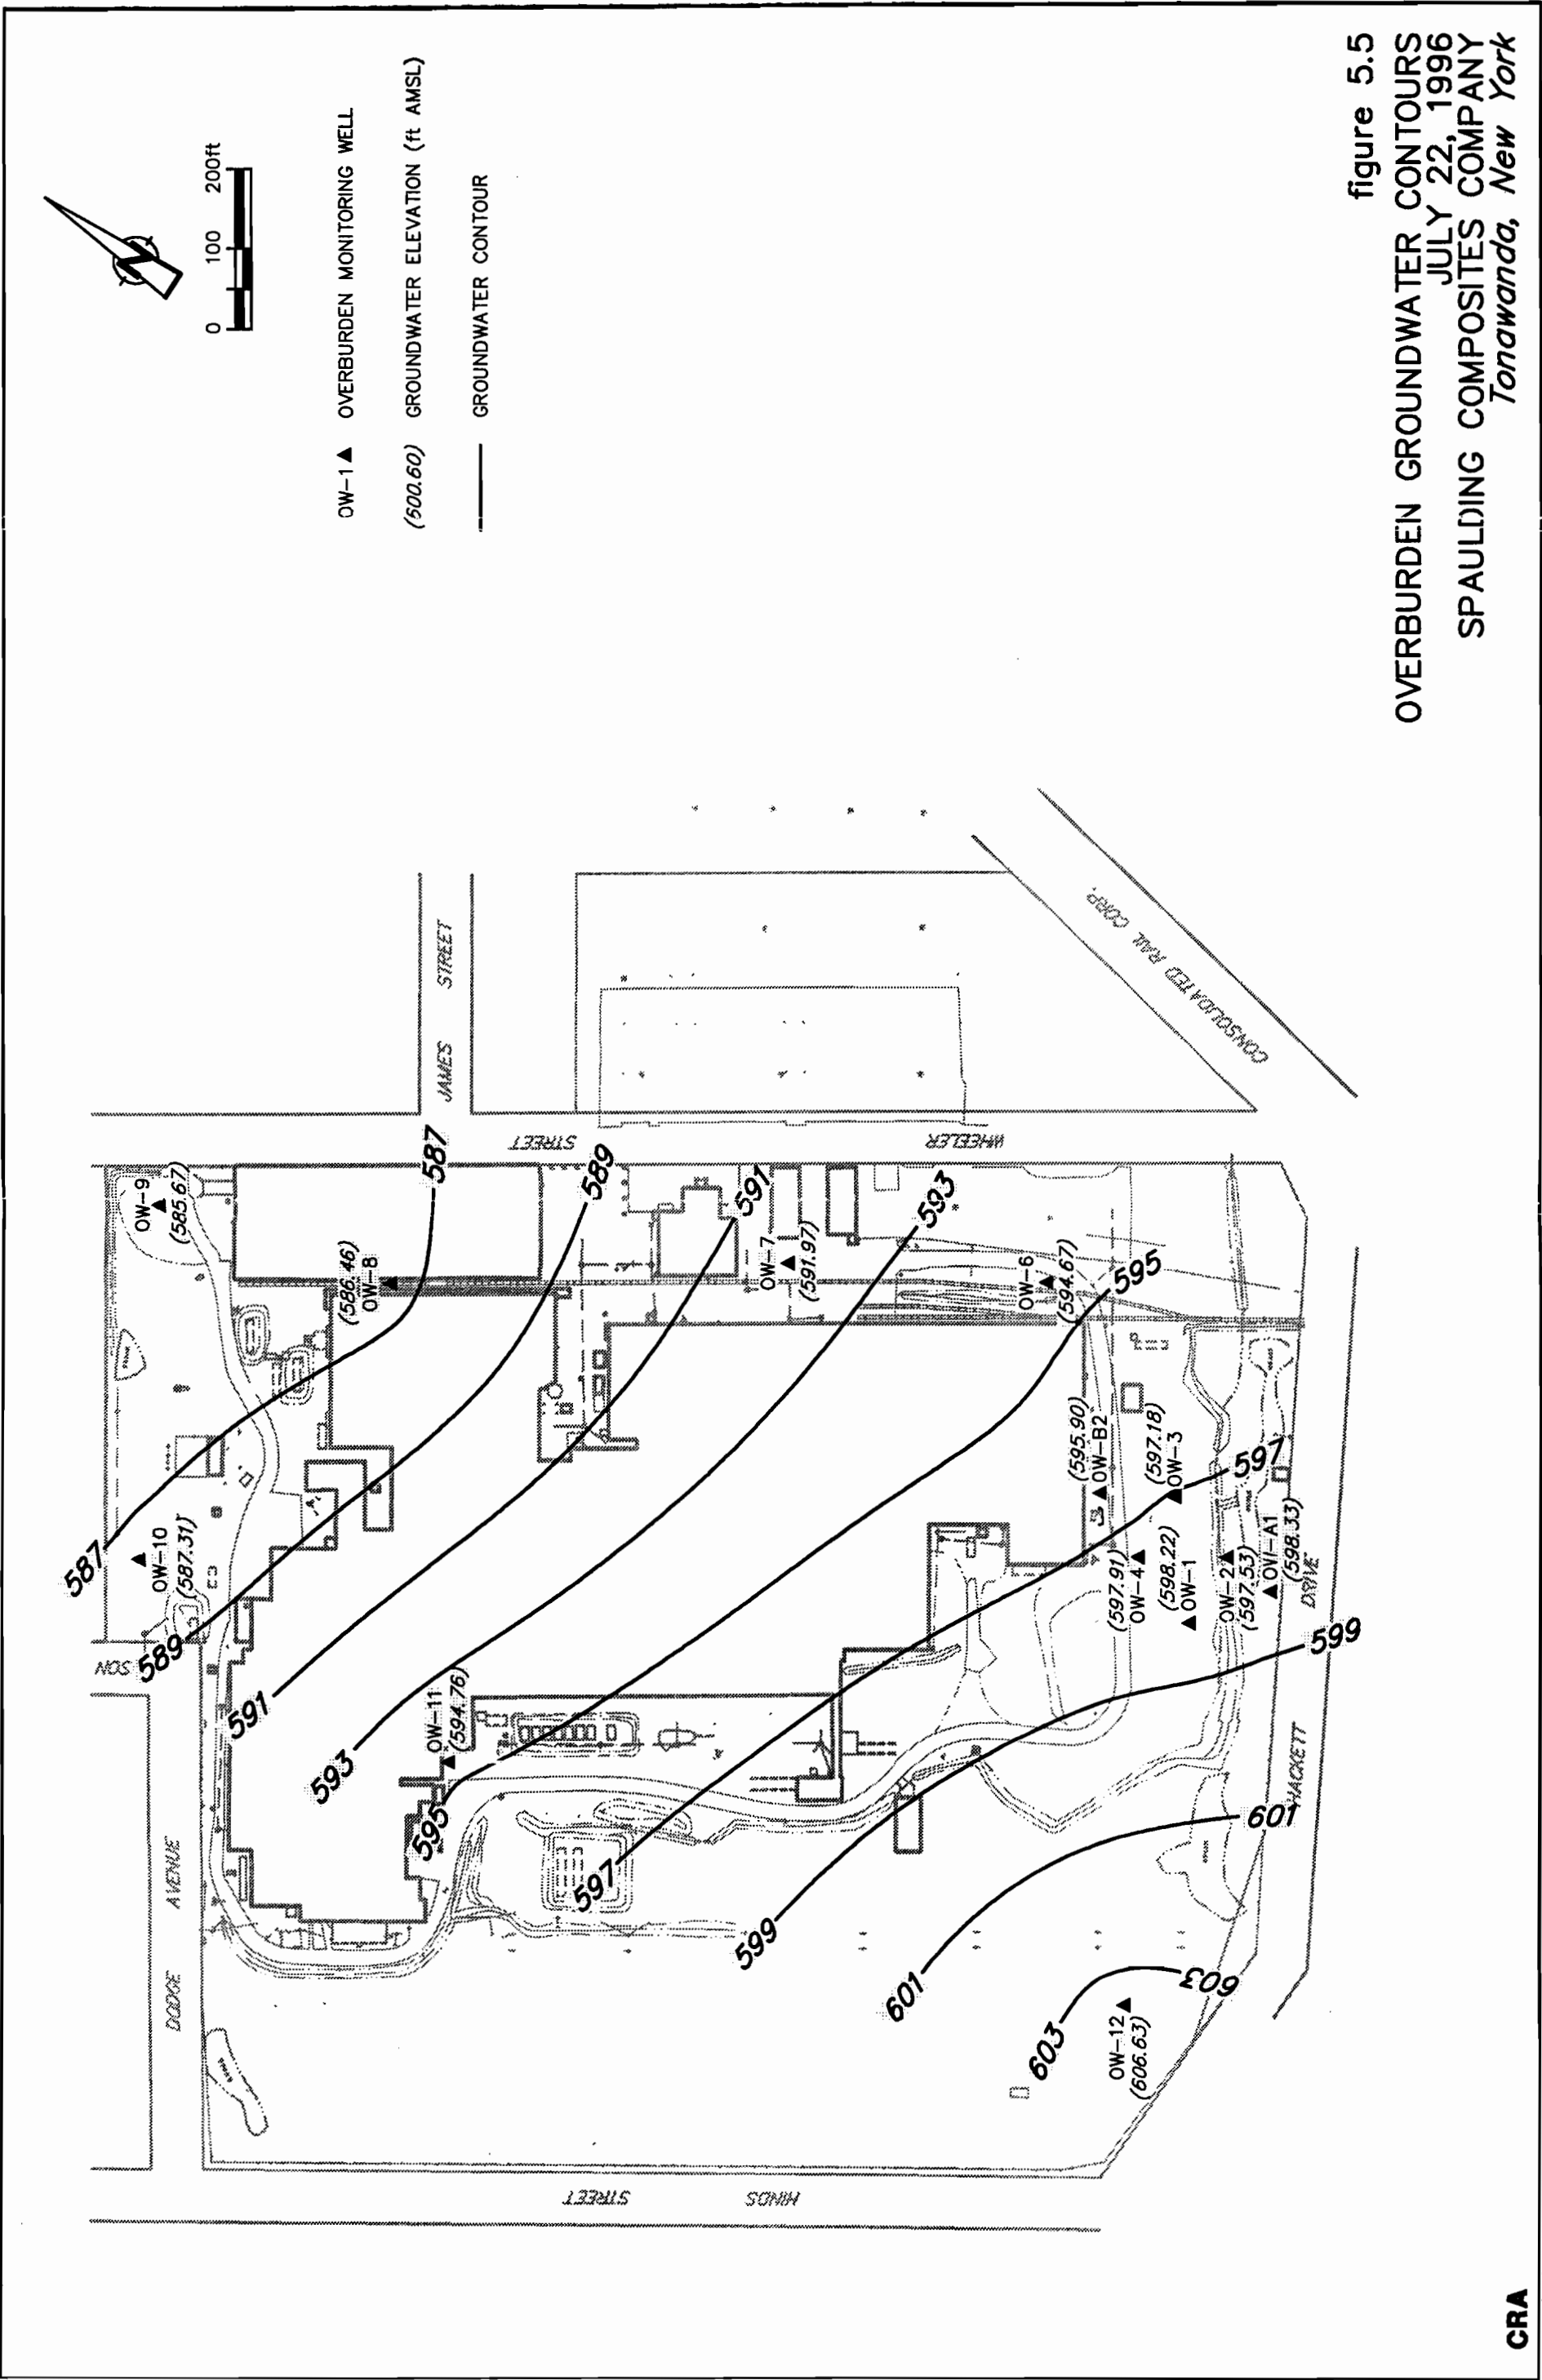 0 100 200ft
OW-1 OVERBURDEN MONITORING WELL
(500.60) GROUNDWATER ELEVATION (ft AMSL)
GROUNDWATER CONTOUR
N
OW-9
(585.67)
587
JAMES STREET
WHEELER STREET
589
591
593
595
(586.46)
OW-8
OW-7
(591.97)
OW-6
(594.67)
CONSOLIDATED RAIL CORP.
587
OW-10
(587.31)
589
SON
591
593
OW-11
(594.76)
595
597
599
601
603
(595.90)
OW-B2
(597.18)
OW-3
597
(597.91)
OW-4
(598.22)
OW-1
OW-2
(597.53)
OW-A1
(598.33)
HACKETT DRIVE
599
601
603
OW-12
(606.63)
DODGE AVENUE
HINDS STREET
figure 5.5
OVERBURDEN GROUNDWATER CONTOURS
JULY 22, 1996
SPAULDING COMPOSITES COMPANY
Tonawanda, New York
CRA